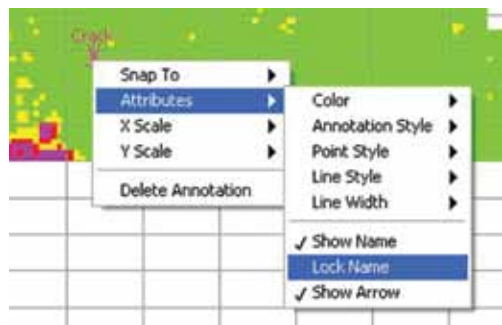 Crack
Snap To
Attributes
X Scale
Y Scale
Delete Annotation
Color
Annotation Style
Point Style
Line Style
Line Width
✓ Show Name
Lock Name
✓ Show Arrow